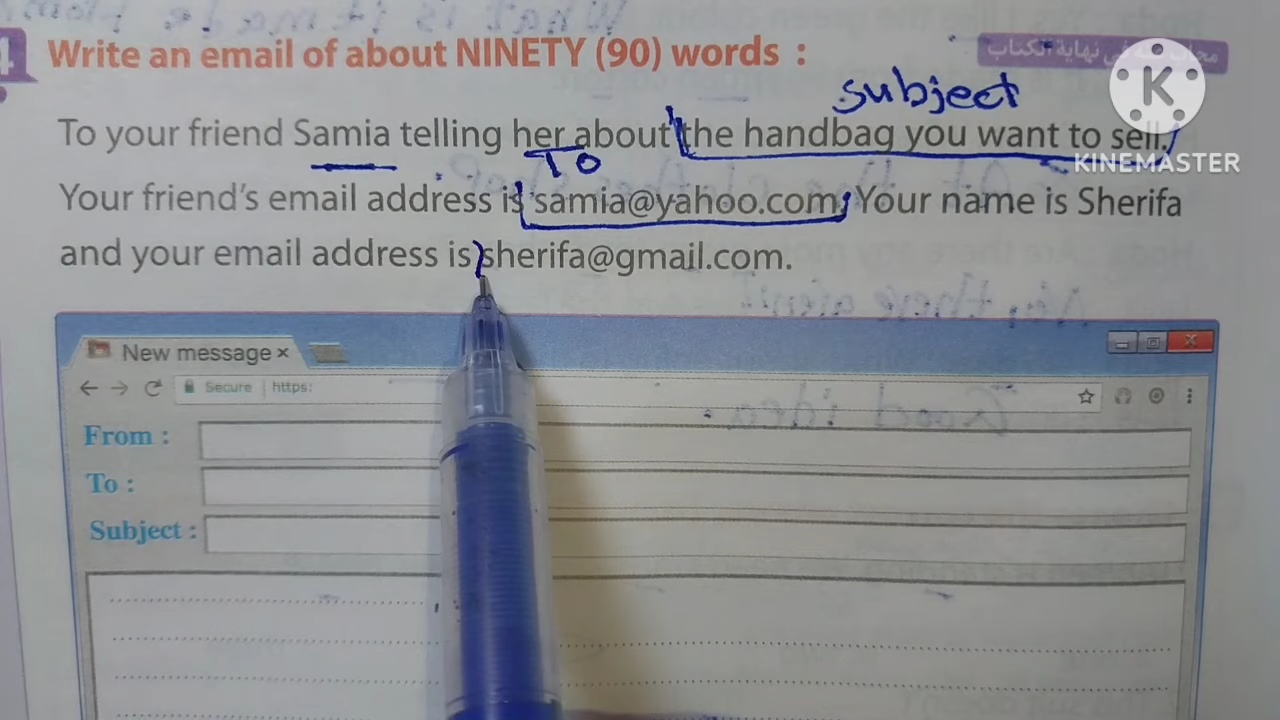 4 Write an email of about NINETY (90) words :
subject
K
KINEMASTER
To your friend Samia telling her about the handbag you want to sell.
To
Your friend's email address is samia@yahoo.com. Your name is Sherifa
and your email address is sherifa@gmail.com.
New message ×
Secure | https:
From :
To :
Subject :